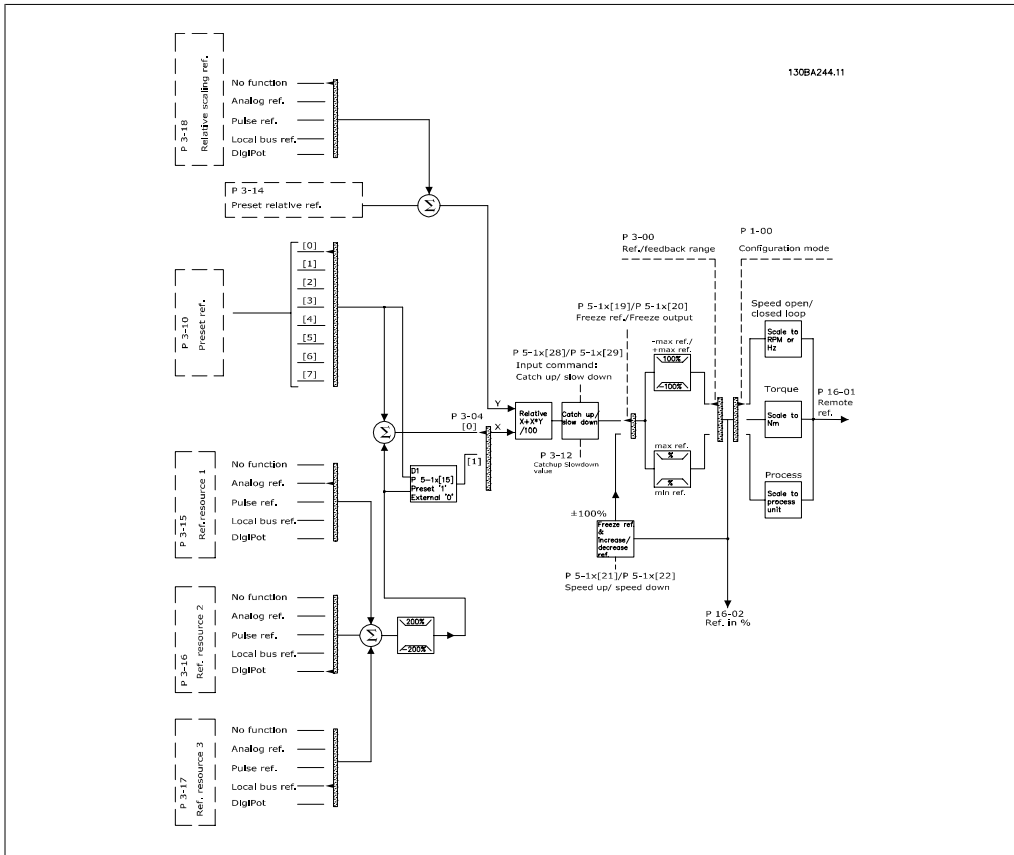 130BA244.11
P 3-18
Relative scaling ref.
No function
Analog ref.
Pulse ref.
Local bus ref.
DigiPot
P 3-14
Preset relative ref.
Σ
P 3-10
Preset ref.
[0]
[1]
[2]
[3]
[4]
[5]
[6]
[7]
Σ
P 3-04
[0]
[1]
D1
P 5-1x[15]
Preset '1'
External '0'
Y
X
Relative
X+X*Y
/100
P 5-1x[28]/P 5-1x[29]
Input command:
Catch up/ slow down
Catch up/
slow down
P 3-12
Catchup Slowdown
value
P 5-1x[19]/P 5-1x[20]
Freeze ref./Freeze output
P 3-00
Ref./feedback range
P 1-00
Configuration mode
-max ref./
+max ref.
100%
-100%
max ref.
%
%
min ref.
Speed open/
closed loop
Scale to
RPM or
Hz
Torque
Scale to
Nm
Process
Scale to
process
unit
P 16-01
Remote
ref.
±100%
Freeze ref.
&
increase/
decrease
ref.
P 5-1x[21]/P 5-1x[22]
Speed up/ speed down
P 16-02
Ref. in %
P 3-15
Ref.resource 1
No function
Analog ref.
Pulse ref.
Local bus ref.
DigiPot
P 3-16
Ref. resource 2
No function
Analog ref.
Pulse ref.
Local bus ref.
DigiPot
Σ
200%
-200%
P 3-17
Ref. resource 3
No function
Analog ref.
Pulse ref.
Local bus ref.
DigiPot